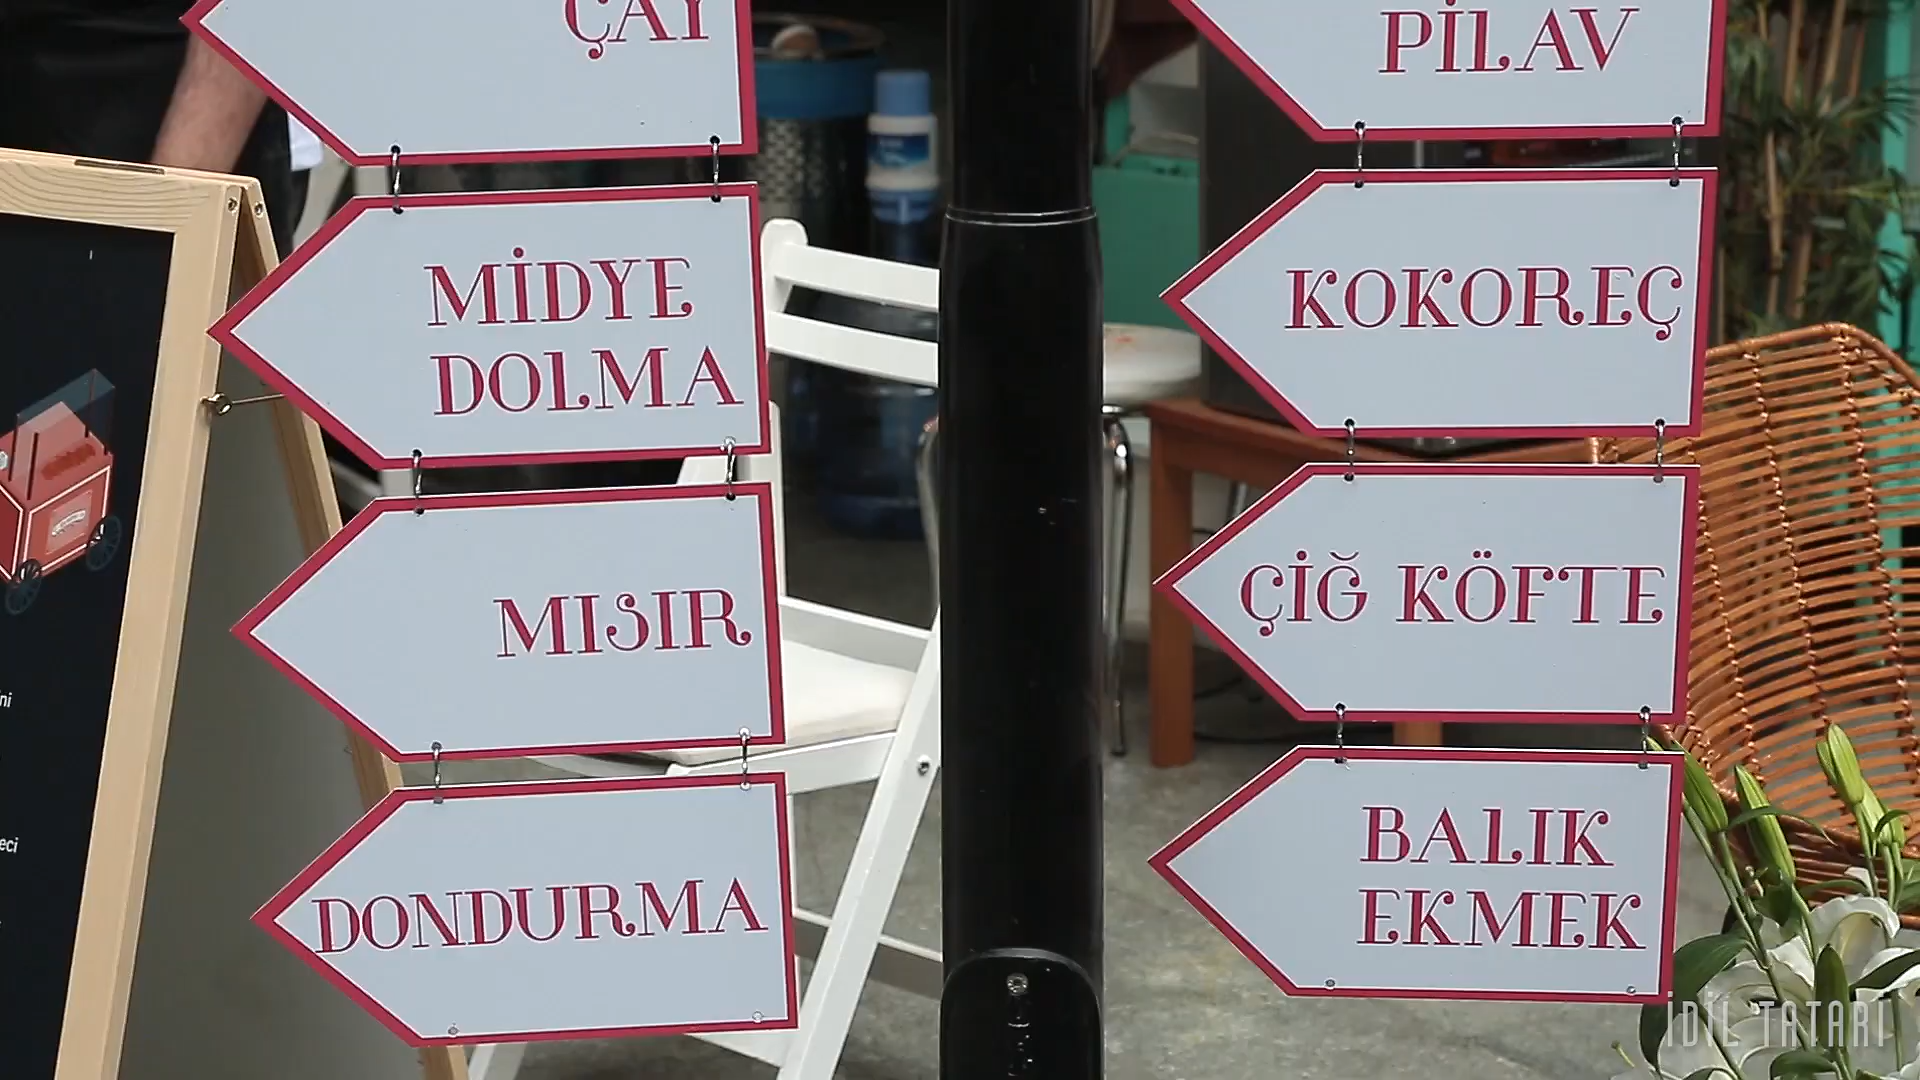 ÇAY
MİDYE
DOLMA
MISIR
DONDURMA
PİLAV
KOKOREÇ
ÇİĞ KÖFTE
BALIK
EKMEK
İDİL TATARİ